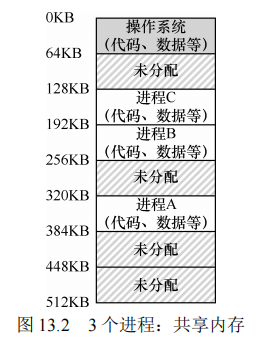 0KB
操作系统
（代码、数据等）
64KB
未分配
128KB
进程C
（代码、数据等）
192KB
进程B
（代码、数据等）
256KB
未分配
320KB
进程A
（代码、数据等）
384KB
未分配
448KB
未分配
512KB
图 13.2 3 个进程：共享内存